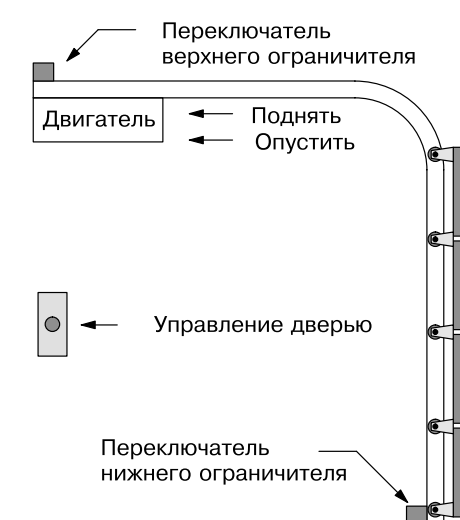 Переключатель
верхнего ограничителя
Двигатель
Поднять
Опустить
Управление дверью
Переключатель
нижнего ограничителя